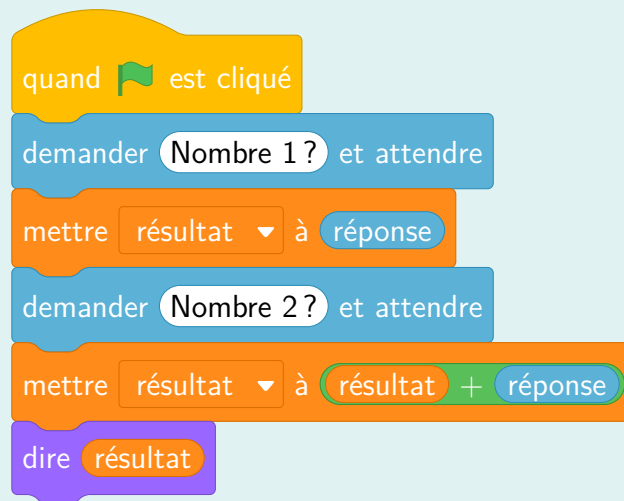 quand est cliqué
demander Nombre 1 ? et attendre
mettre résultat à réponse
demander Nombre 2 ? et attendre
mettre résultat à résultat + réponse
dire résultat